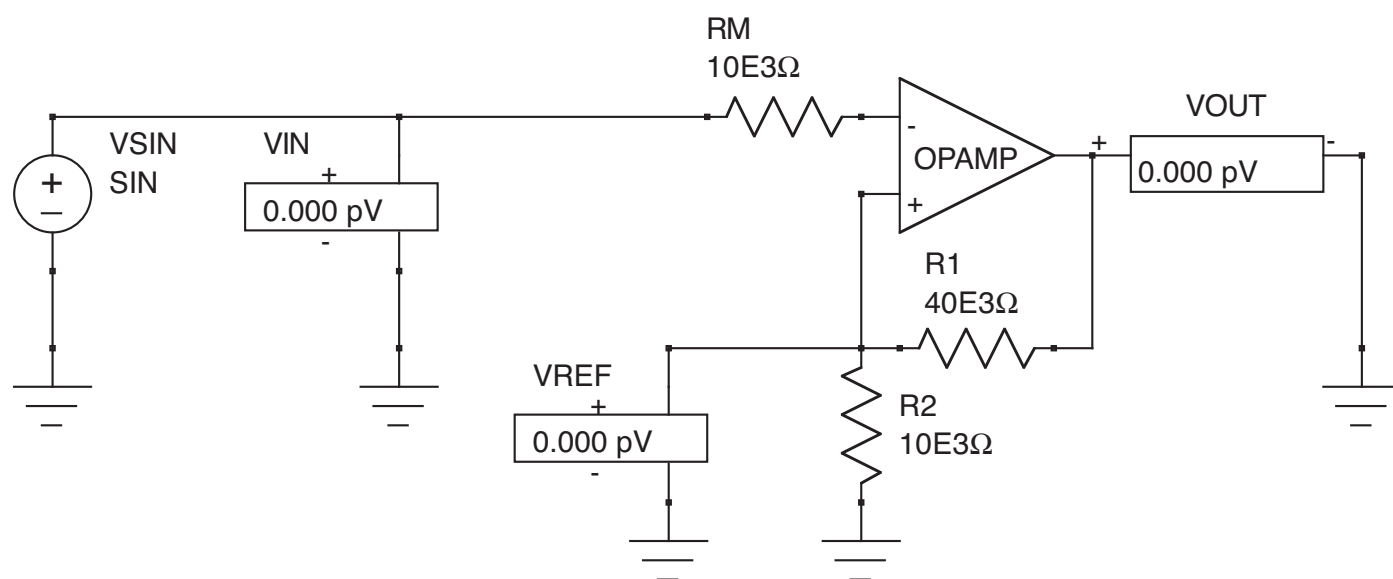 RM
10E3Ω
VSIN
SIN
+
-
VIN
+
0.000 pV
-
-
OPAMP
+
VOUT
+
0.000 pV
-
R1
40E3Ω
VREF
+
0.000 pV
-
R2
10E3Ω